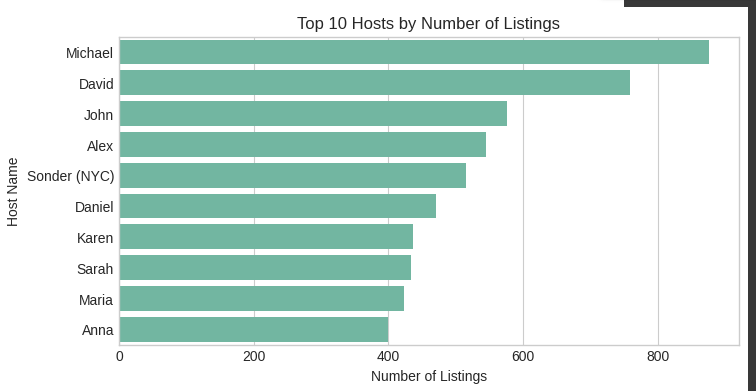 Top 10 Hosts by Number of Listings
Host Name
Michael
David
John
Alex
Sonder (NYC)
Daniel
Karen
Sarah
Maria
Anna
0 200 400 600 800
Number of Listings